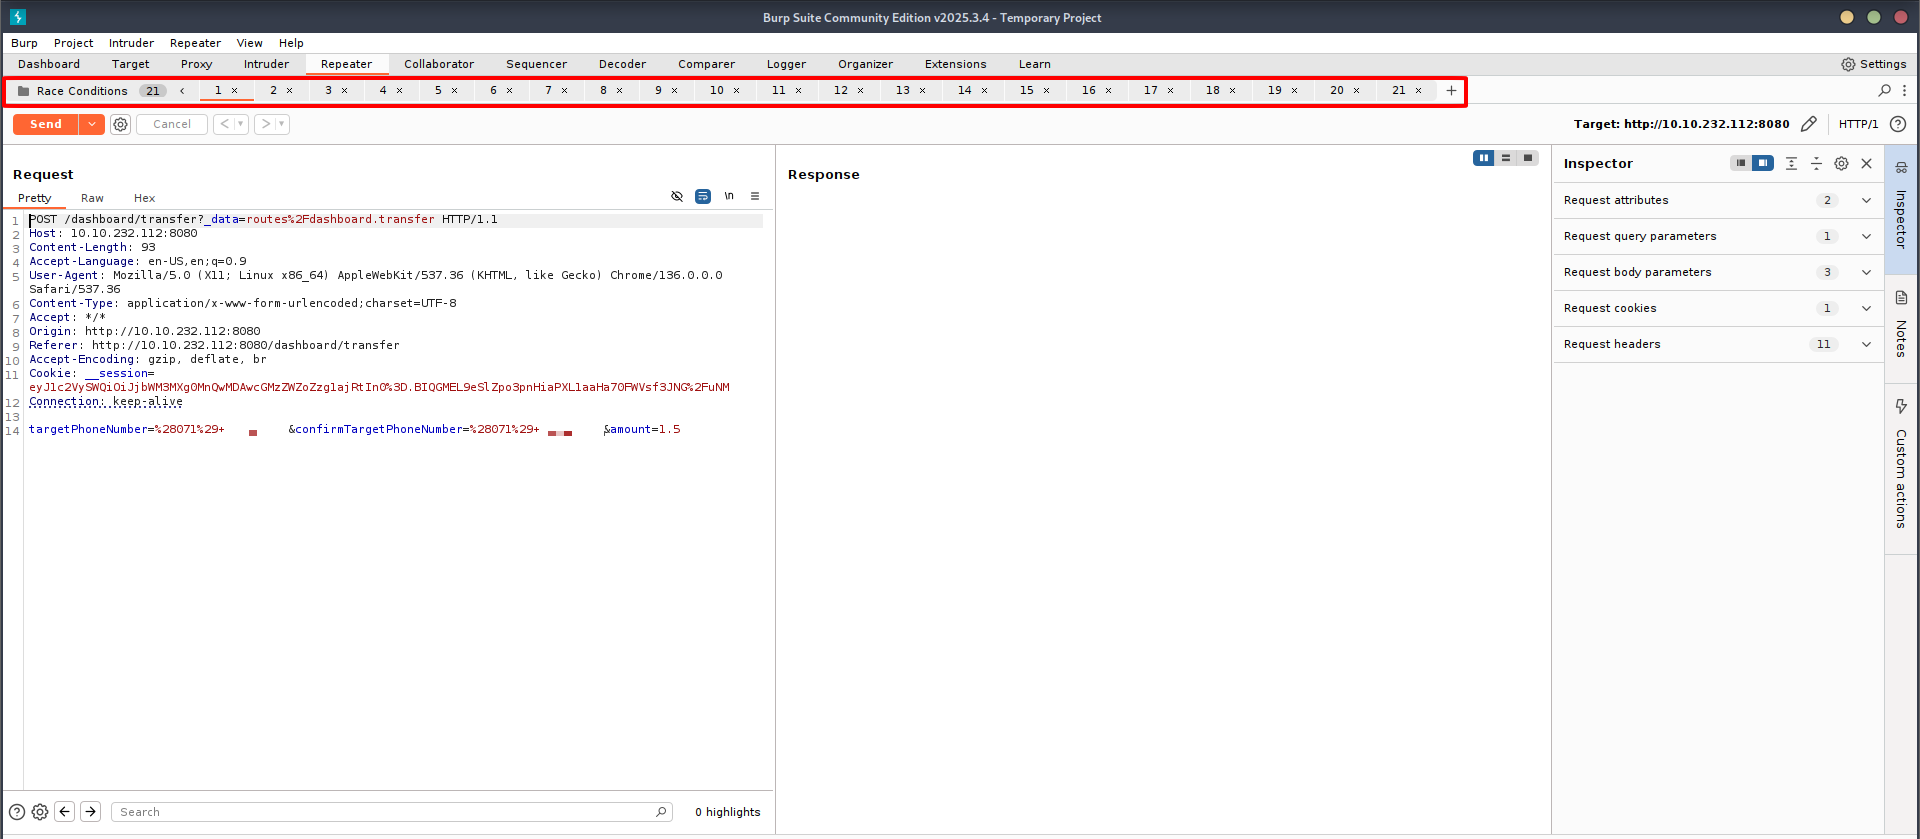 Burp Suite Community Edition v2025.3.4 - Temporary Project
Burp Project Intruder Repeater View Help
Dashboard Target Proxy Intruder Repeater Collaborator Sequencer Decoder Comparer Logger Organizer Extensions Learn Settings
Race Conditions 21 1 × 2 × 3 × 4 × 5 × 6 × 7 × 8 × 9 × 10 × 11 × 12 × 13 × 14 × 15 × 16 × 17 × 18 × 19 × 20 × 21 × +
Send Cancel < > Target: http://10.10.232.112:8080 HTTP/1
Request
Pretty Raw Hex \n
1 POST /dashboard/transfer?_data=routes%2Fdashboard.transfer HTTP/1.1
2 Host: 10.10.232.112:8080
3 Content-Length: 93
4 Accept-Language: en-US,en;q=0.9
5 User-Agent: Mozilla/5.0 (X11; Linux x86_64) AppleWebKit/537.36 (KHTML, like Gecko) Chrome/136.0.0.0
Safari/537.36
6 Content-Type: application/x-www-form-urlencoded;charset=UTF-8
7 Accept: */*
8 Origin: http://10.10.232.112:8080
9 Referer: http://10.10.232.112:8080/dashboard/transfer
10 Accept-Encoding: gzip, deflate, br
11 Cookie: __session=
12 Connection: keep-alive
13
14 targetPhoneNumber=%28071%29+ &confirmTargetPhoneNumber=%28071%29+ &amount=1.5
Search 0 highlights
Response
Inspector
Request attributes 2
Request query parameters 1
Request body parameters 3
Request cookies 1
Request headers 11
Inspector
Notes
Custom actions